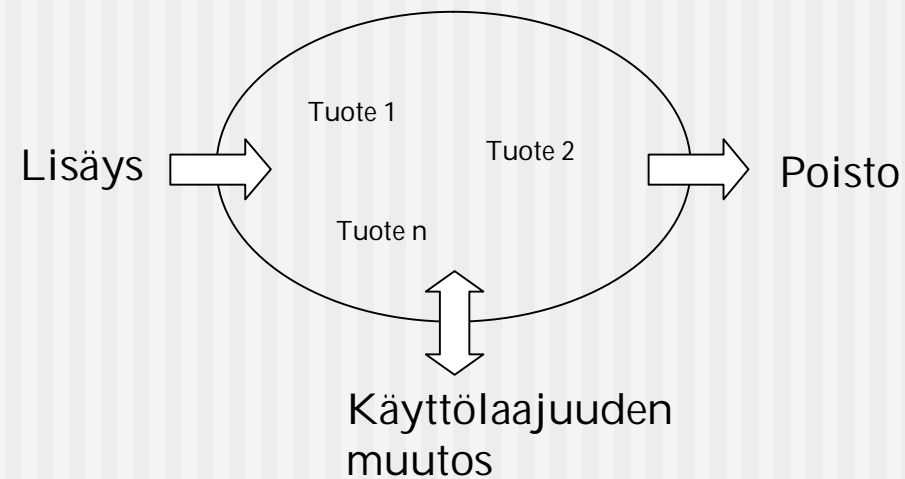 Tuote 1
Tuote 2
Lisäys
Poisto
Tuote n
Käyttölaajuuden
muutos